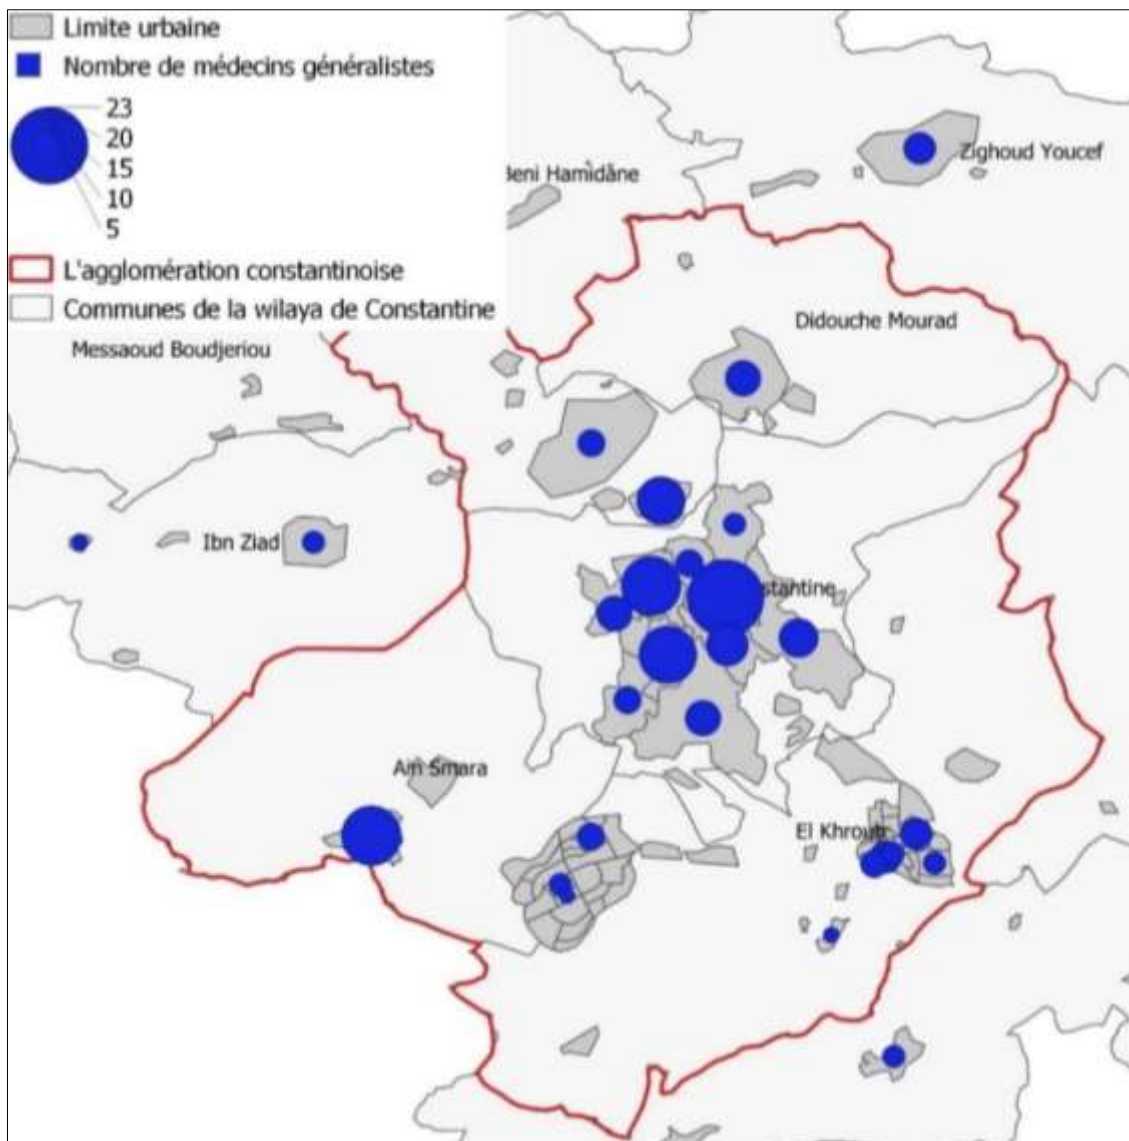 Limite urbaine
Nombre de médecins généralistes
23
20
15
10
5
L'agglomération constantinoise
Communes de la wilaya de Constantine
Zighoud Youcef
Beni Hamidâne
Didouche Mourad
Messaoud Boudjeriou
Ibn Ziad
stantine
Ain Smara
El Khroub